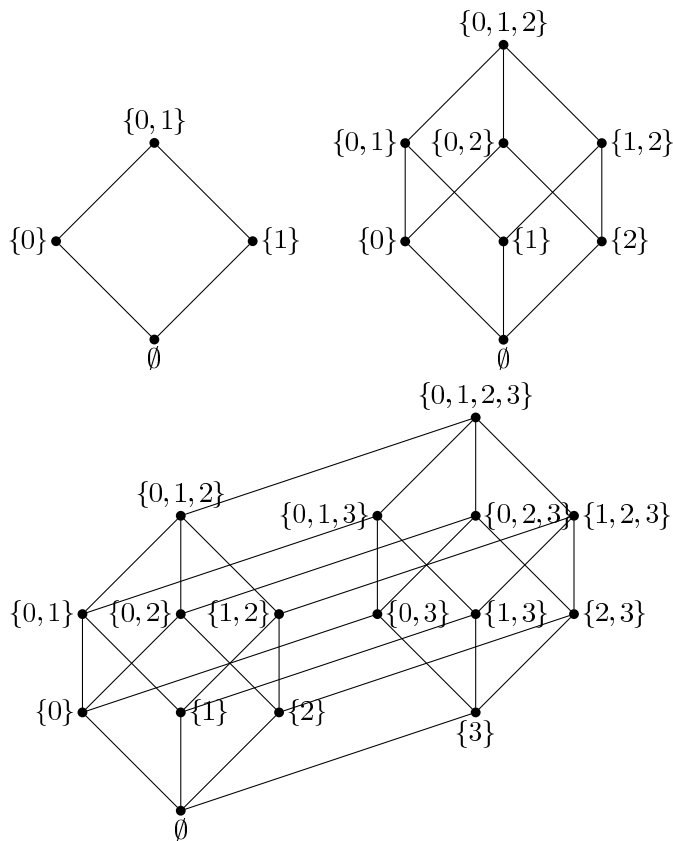 {0, 1, 2}
{0, 1}
{0, 1} {0, 2} {1, 2}
{0} {1} {0} {1} {2}
∅ ∅
{0, 1, 2, 3}
{0, 1, 2}
{0, 1, 3} {0, 2, 3} {1, 2, 3}
{0, 1} {0, 2} {1, 2} {0, 3} {1, 3} {2, 3}
{0} {1} {2}
{3}
∅